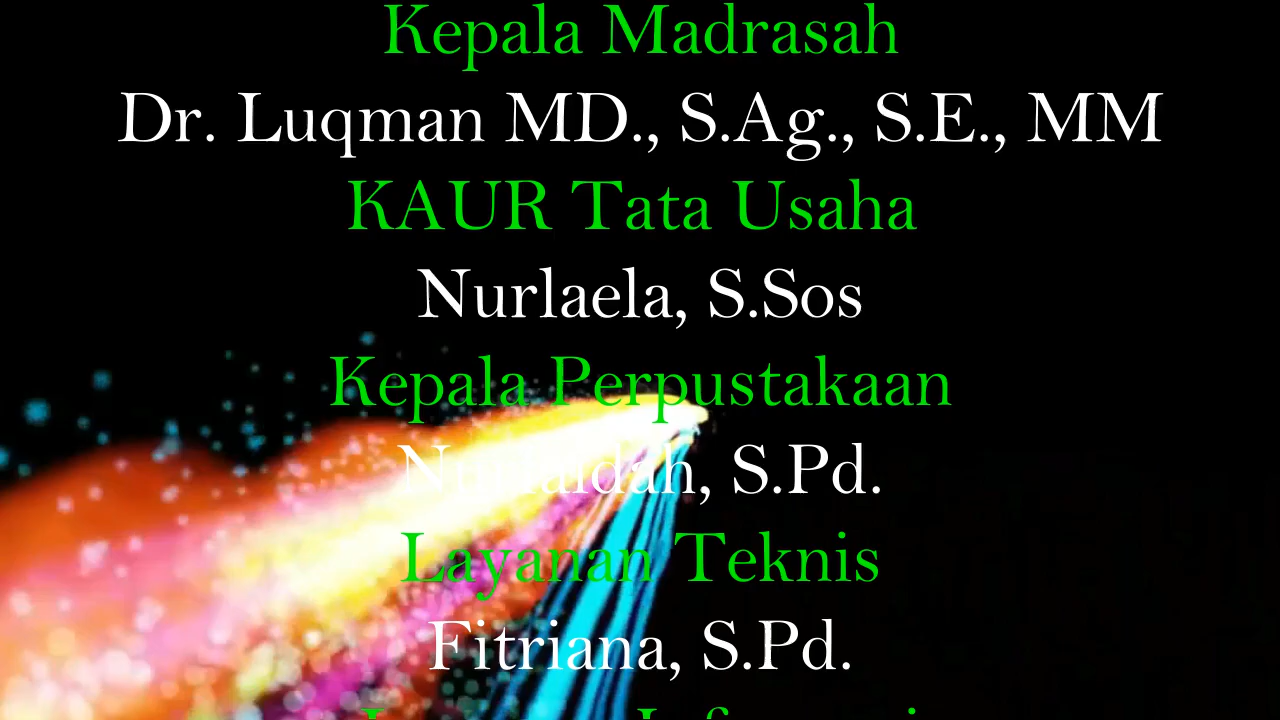 Kepala Madrasah
Dr. Luqman MD., S.Ag., S.E., MM
KAUR Tata Usaha
Nurlaela, S.Sos
Kepala Perpustakaan
S.Pd.
Layanan Teknis
Fitriana, S.Pd.